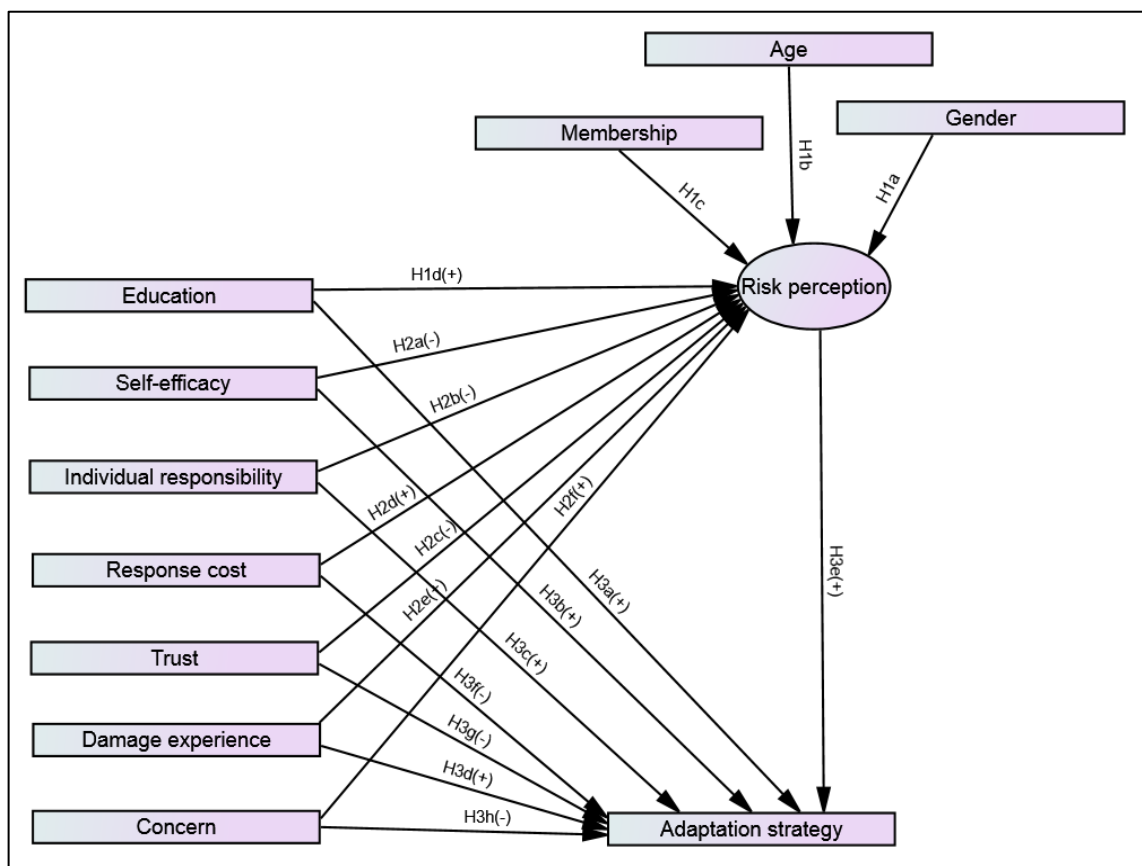 Age
Gender
Membership
H1b
H1a
H1c
Education
H1d(+)
Risk perception
Self-efficacy
H2a(-)
H2b(-)
Individual responsibility
H2d(+)
H2c(-)
H2f(+)
Response cost
H2e(+)
H3a(+)
H3b(+)
H3e(+)
Trust
H3c(+)
H3f(-)
H3g(-)
Damage experience
H3d(+)
H3h(-)
Concern
Adaptation strategy